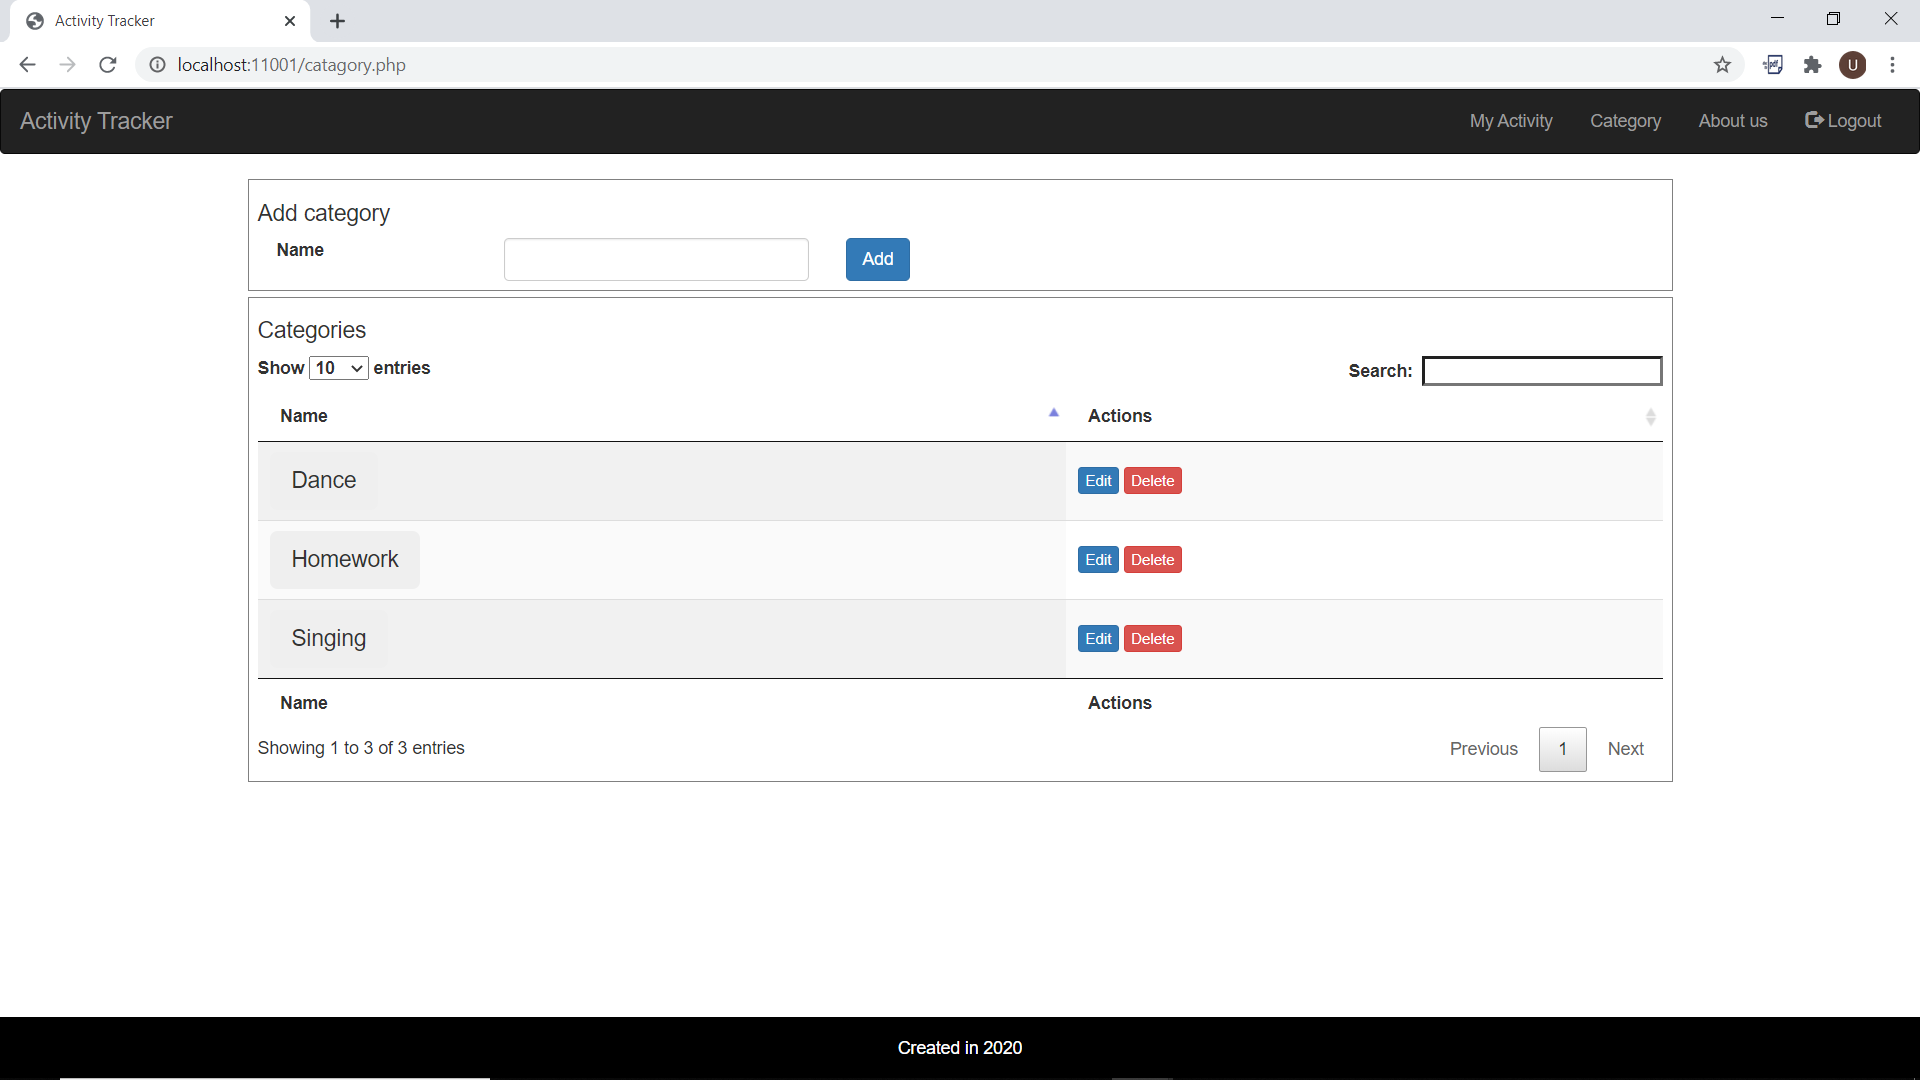 Activity Tracker
localhost:11001/catagory.php
U
Activity Tracker
My Activity Category About us Logout
Add category
Name
Add
Categories
Show 10 entries
Search:
Name Actions
Dance Edit Delete
Homework Edit Delete
Singing Edit Delete
Name Actions
Showing 1 to 3 of 3 entries
Previous 1 Next
Created in 2020